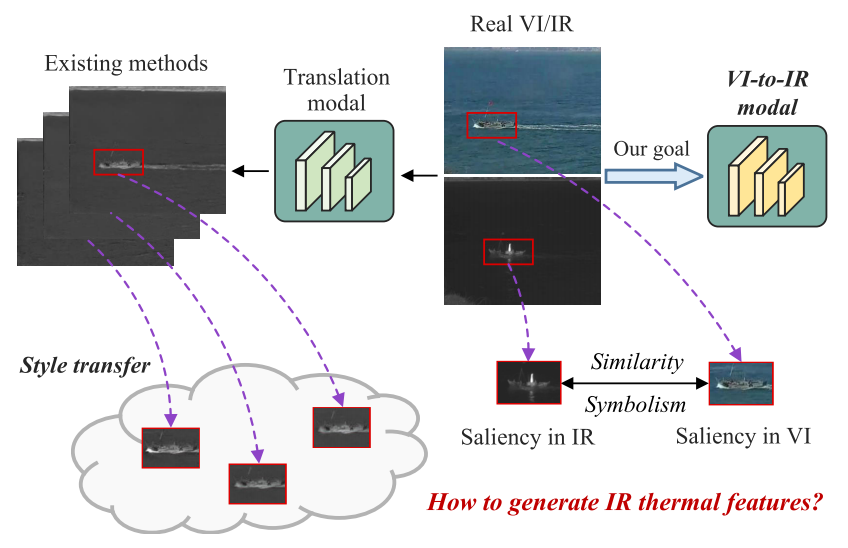 Real VI/IR
Existing methods
Translation
modal
VI-to-IR
modal
Our goal
Style transfer
Similarity
Symbolism
Saliency in IR
Saliency in VI
How to generate IR thermal features?